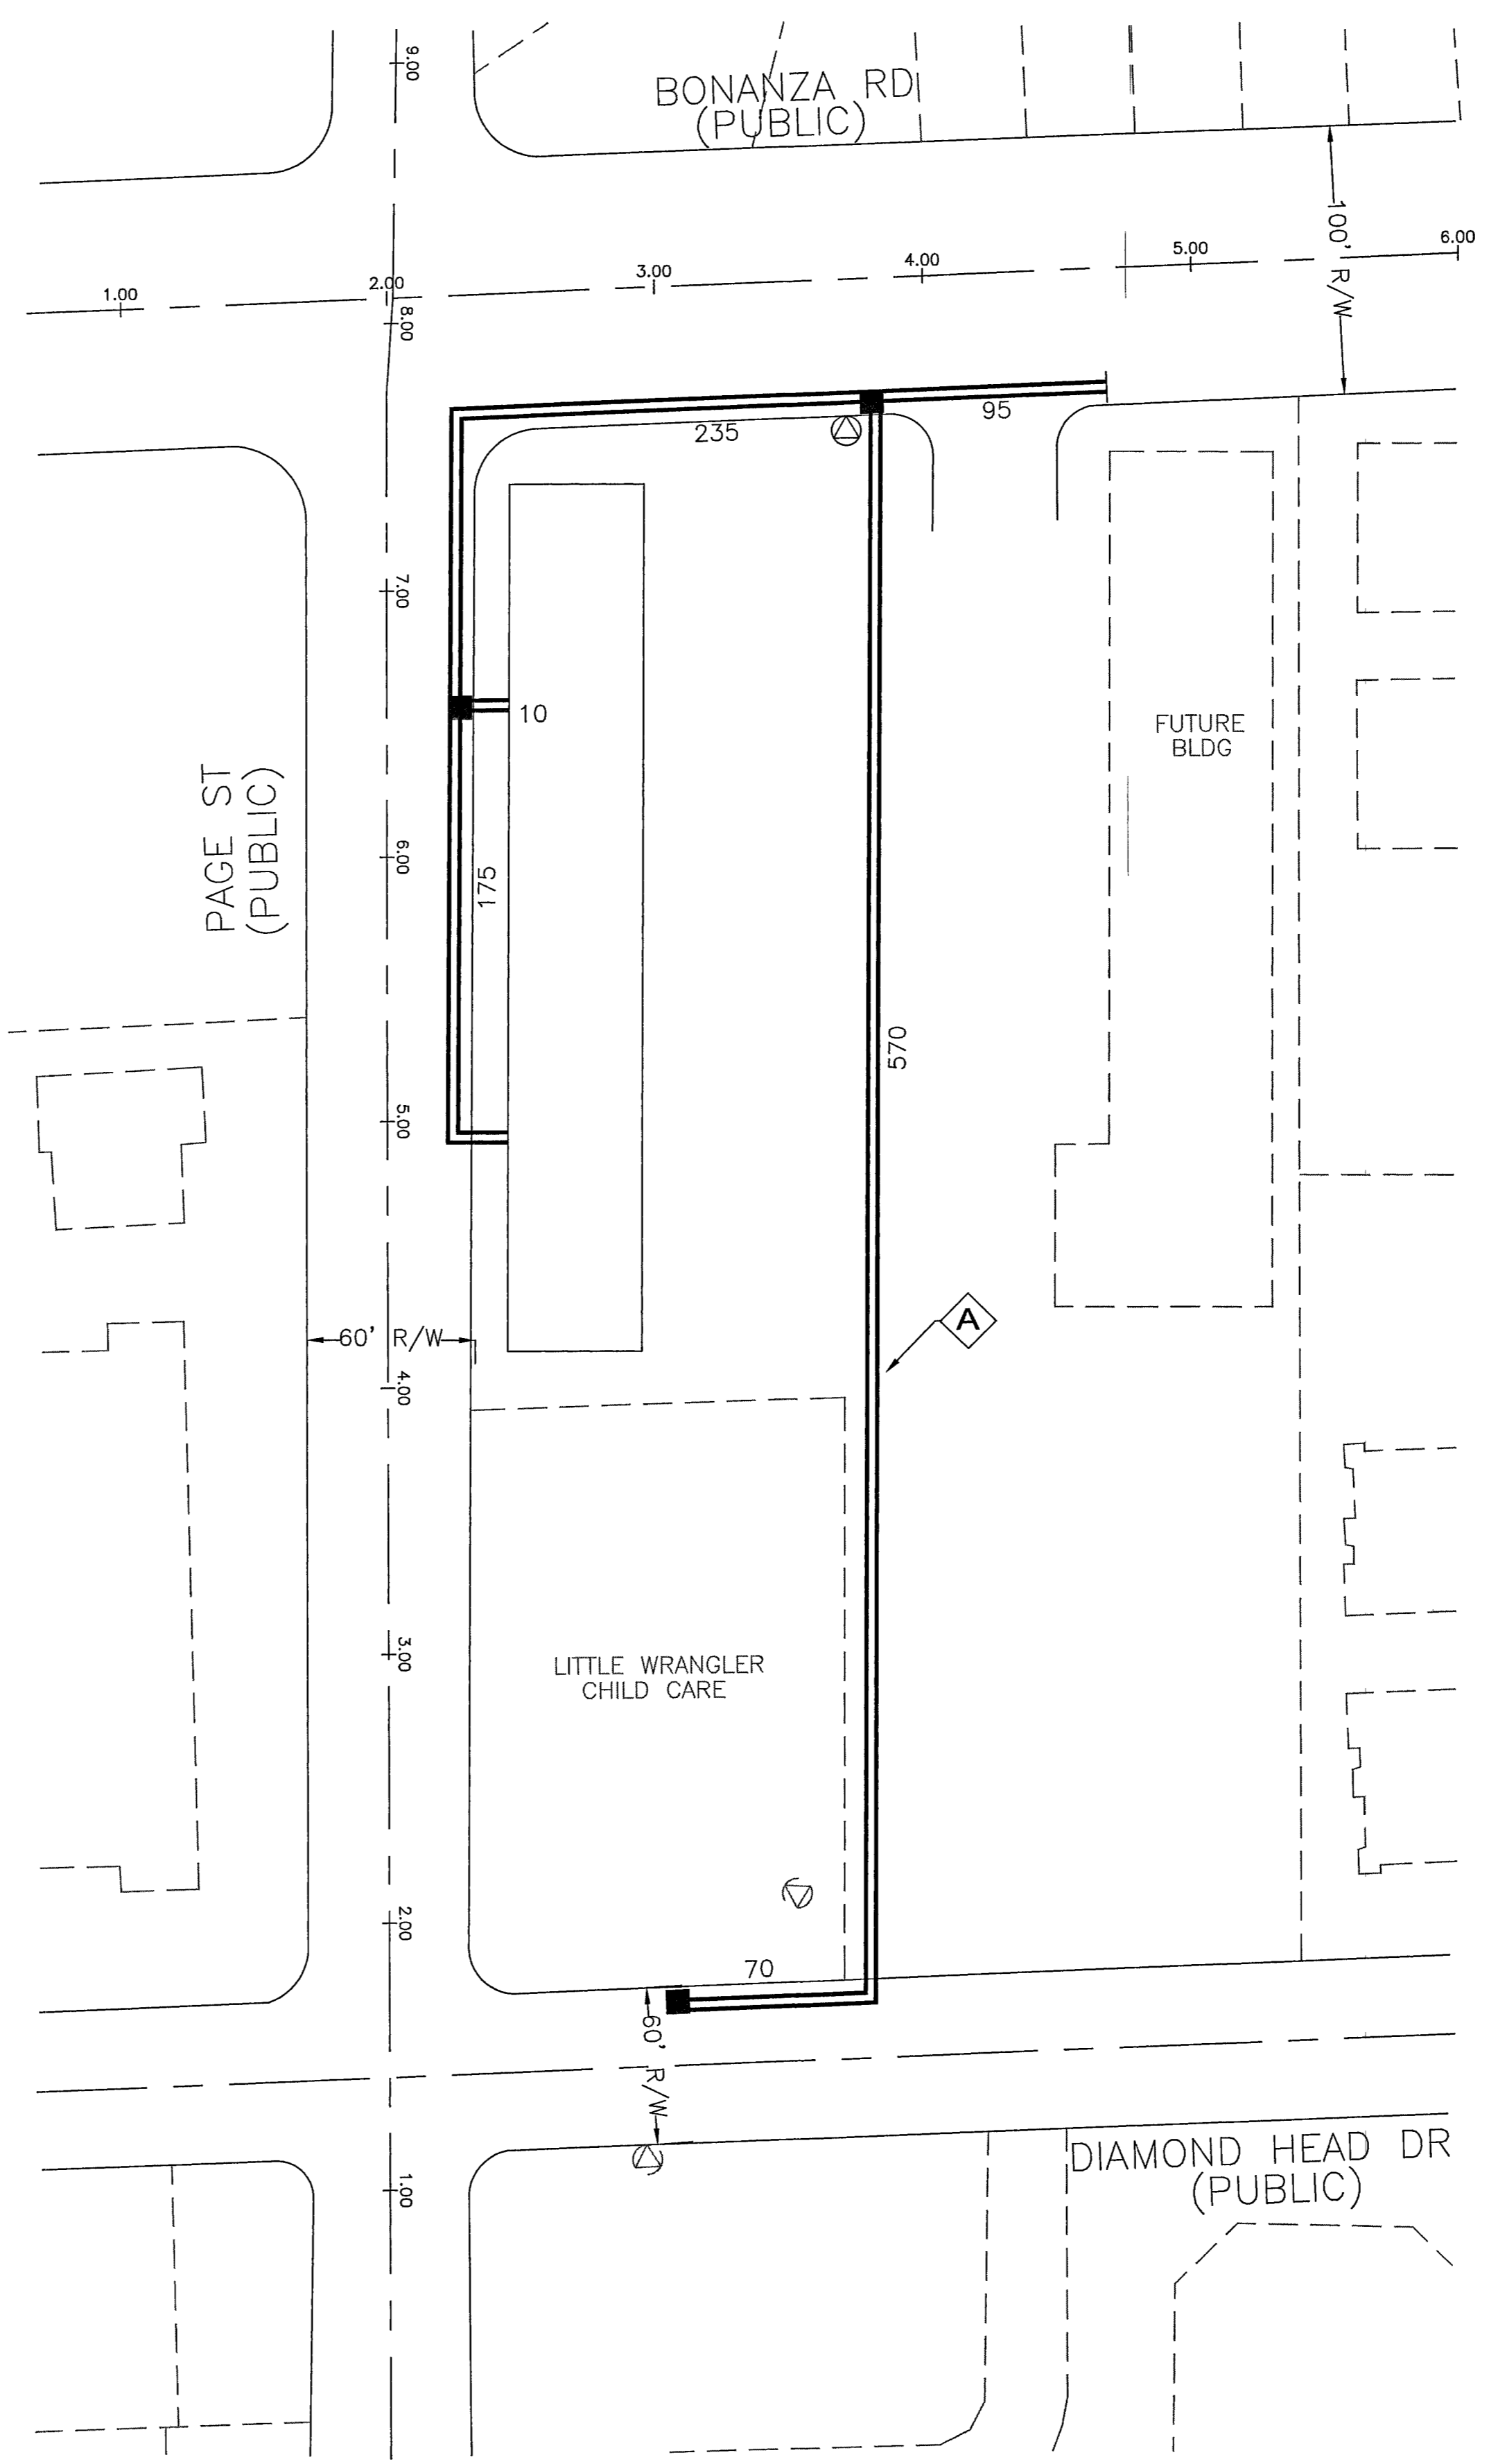 9.00
BONANZA RD
(PUBLIC)
100' R/W
1.00
2.00
3.00
4.00
5.00
6.00
8.00
235
95
7.00
10
FUTURE
BLDG
PAGE ST
(PUBLIC)
6.00
175
570
5.00
A
60' R/W
4.00
3.00
LITTLE WRANGLER
CHILD CARE
2.00
70
60' R/W
DIAMOND HEAD DR
(PUBLIC)
1.00